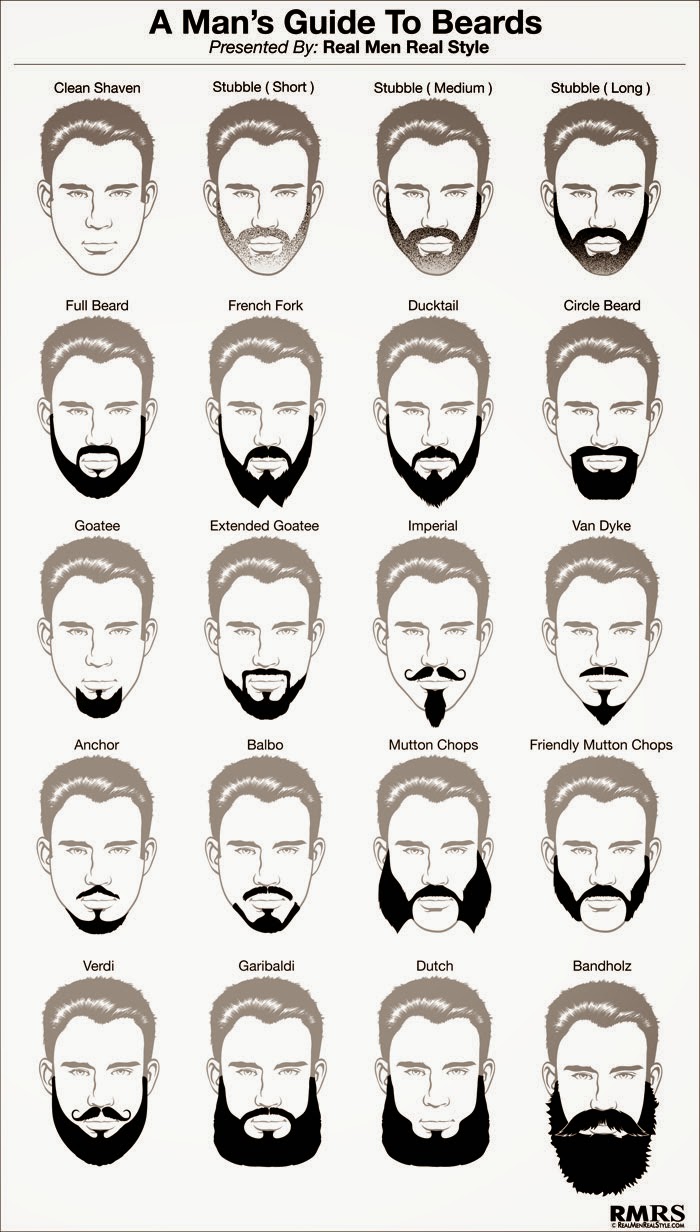 A Man's Guide To Beards
Presented By: Real Men Real Style
Clean Shaven
Stubble ( Short )
Stubble ( Medium )
Stubble ( Long )
Full Beard
French Fork
Ducktail
Circle Beard
Goatee
Extended Goatee
Imperial
Van Dyke
Anchor
Balbo
Mutton Chops
Friendly Mutton Chops
Verdi
Garibaldi
Dutch
Bandholz
RMRS
© RealMenRealStyle.com